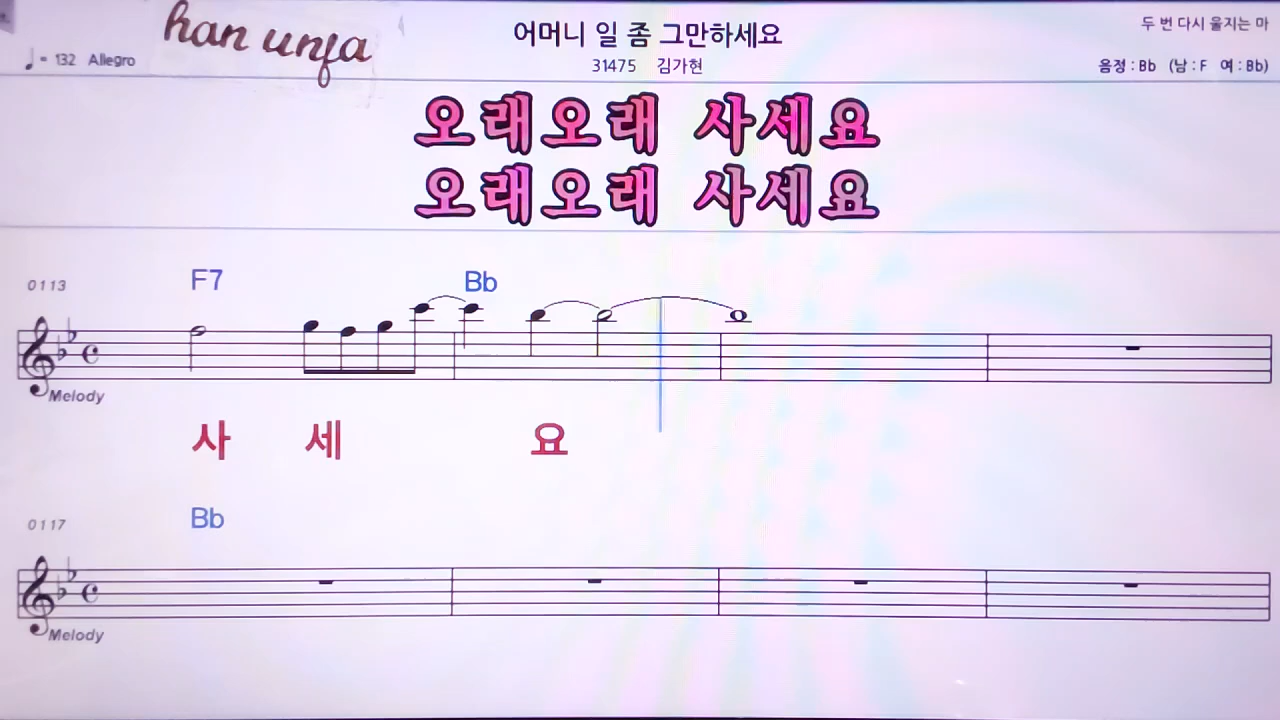 han unja
어머니 일 좀 그만하세요
두 번 다시 울지는 마
♩= 132 Allegro
31475 김가현
음정 : Bb (남 : F 여 : Bb)
오래오래 사세요
오래오래 사세요
0113
F7 Bb
Melody
사 세 요
0117
Bb
Melody